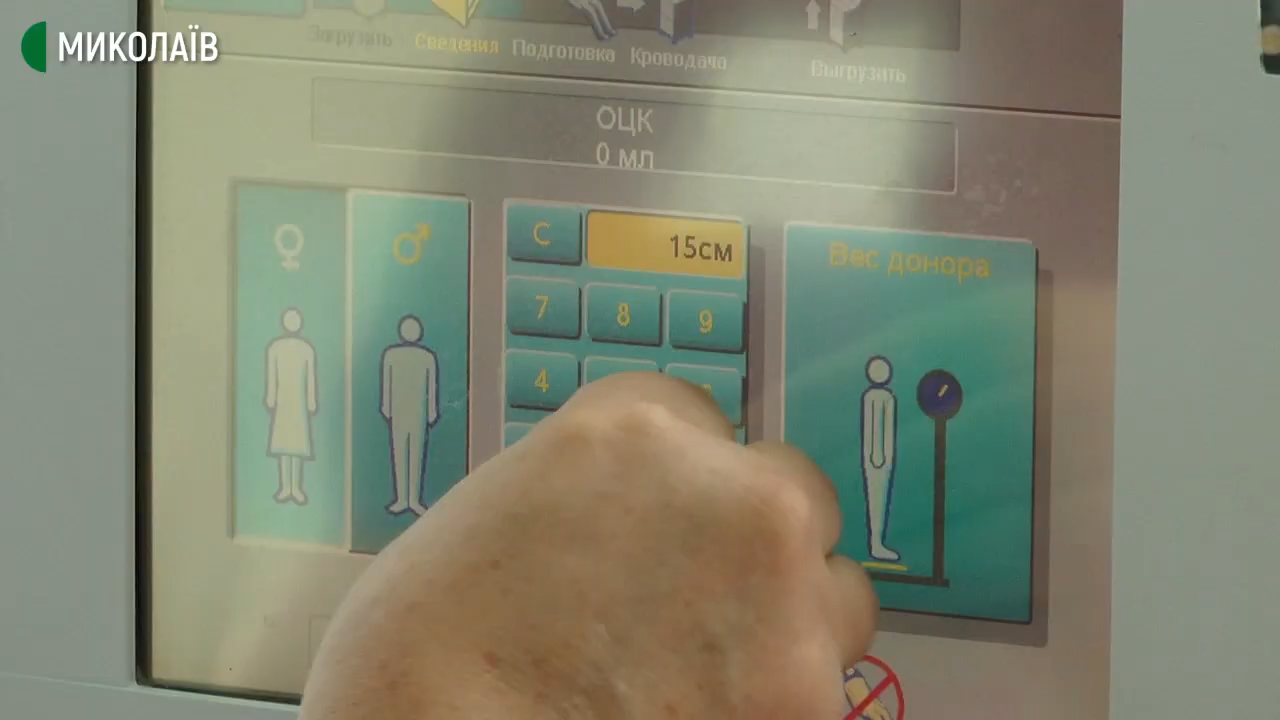 МИКОЛАЇВ
Загрузить Сведения Подготовка Кроводача Выгрузить
ОЦК
0 мл
C 15см
Вес донора
7 8 9
4